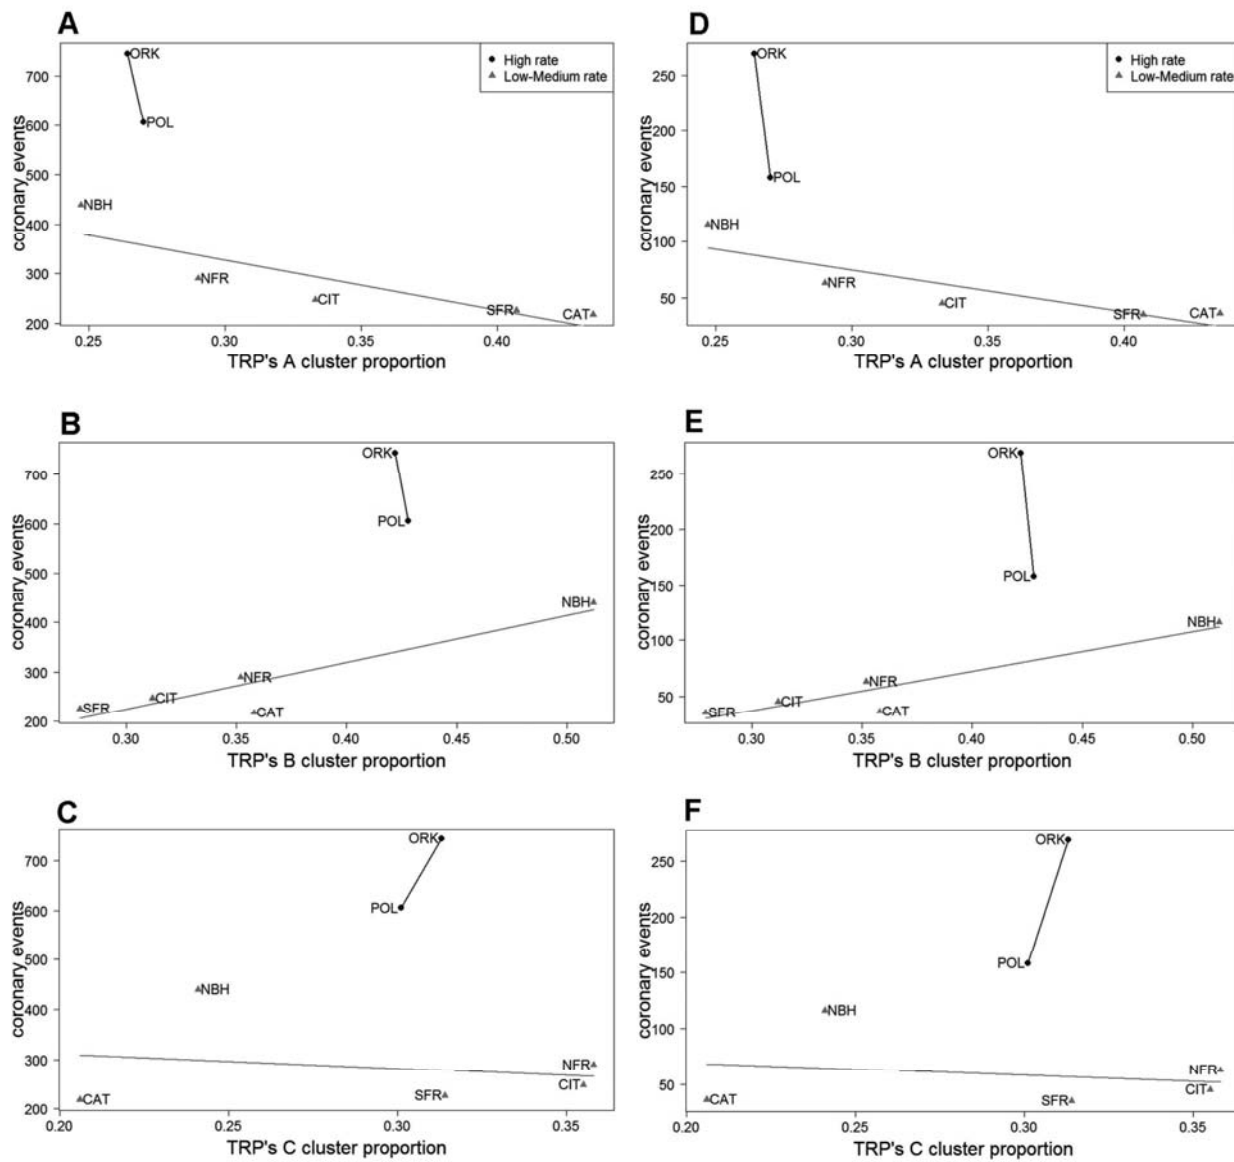 A
coronary events
700
600
500
400
300
200
ORK
POL
NBH
NFR
CIT
SFR
CAT
High rate
Low-Medium rate
0.25
0.30
0.35
0.40
TRP's A cluster proportion
D
coronary events
250
200
150
100
50
ORK
POL
NBH
NFR
CIT
SFR
CAT
High rate
Low-Medium rate
0.25
0.30
0.35
0.40
TRP's A cluster proportion
B
coronary events
700
600
500
400
300
200
ORK
POL
NBH
NFR
CIT
SFR
CAT
0.30
0.35
0.40
0.45
0.50
TRP's B cluster proportion
E
coronary events
250
200
150
100
50
ORK
POL
NBH
NFR
CIT
SFR
CAT
0.30
0.35
0.40
0.45
0.50
TRP's B cluster proportion
C
coronary events
700
600
500
400
300
200
ORK
POL
NBH
NFR
CIT
SFR
CAT
0.20
0.25
0.30
0.35
TRP's C cluster proportion
F
coronary events
250
200
150
100
50
ORK
POL
NBH
NFR
CIT
SFR
CAT
0.20
0.25
0.30
0.35
TRP's C cluster proportion